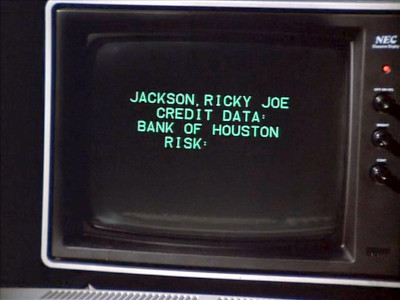 JACKSON, RICKY JOE
CREDIT DATA:
BANK OF HOUSTON
RISK:
NEC